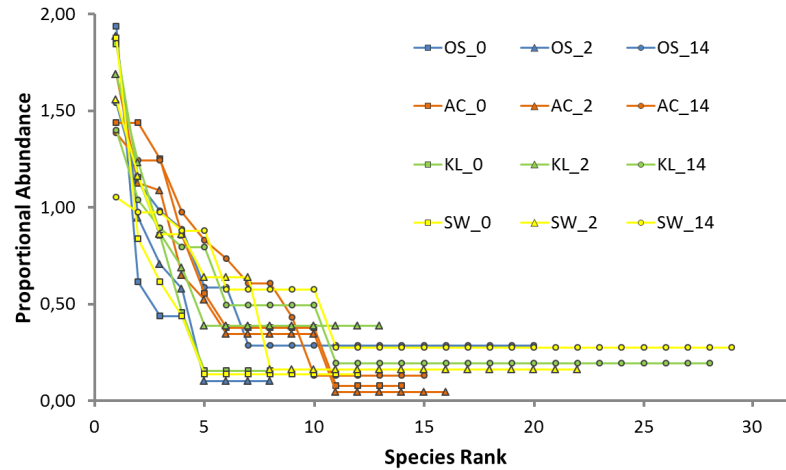 2,00
1,50
1,00
0,50
0,00
Proportional Abundance
OS_0 OS_2 OS_14
AC_0 AC_2 AC_14
KL_0 KL_2 KL_14
SW_0 SW_2 SW_14
0 5 10 15 20 25 30
Species Rank